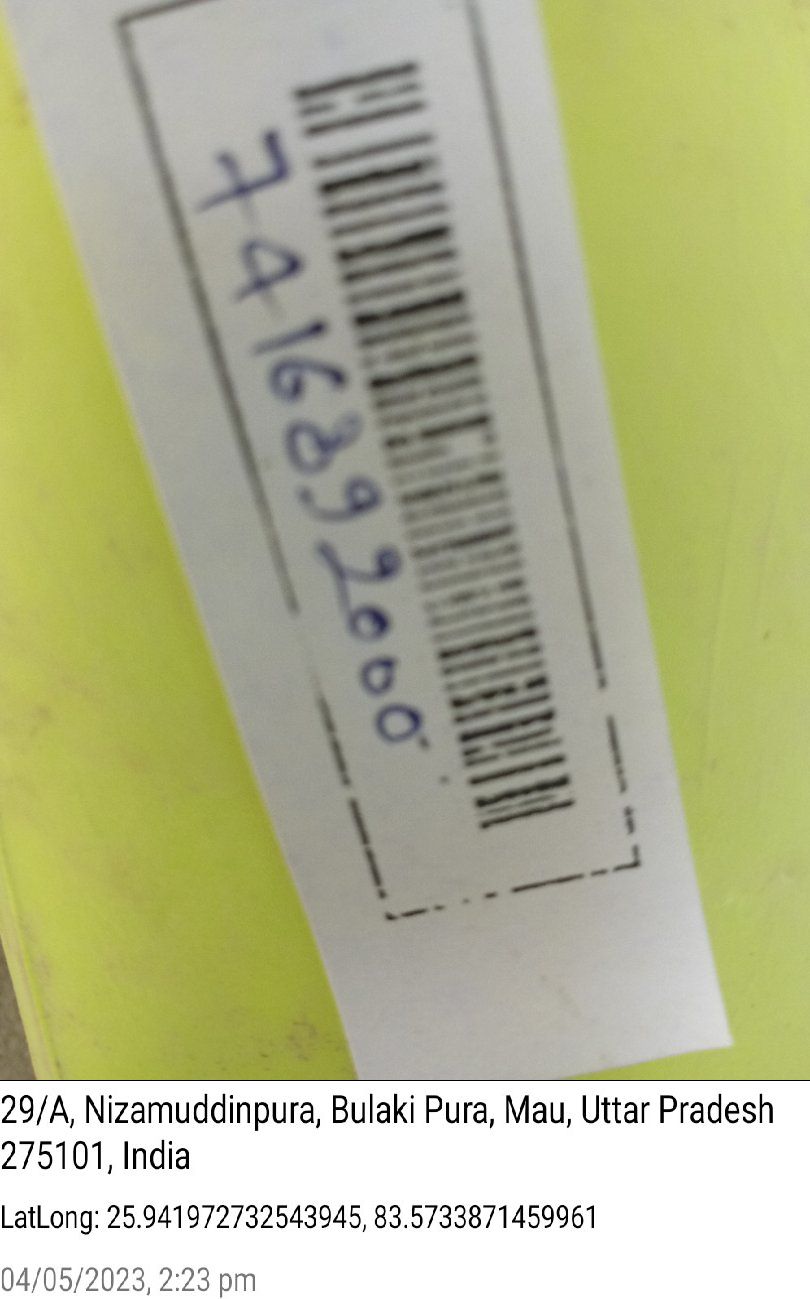 7416892000
29/A, Nizamuddinpura, Bulaki Pura, Mau, Uttar Pradesh
275101, India
LatLong: 25.941972732543945, 83.5733871459961
04/05/2023, 2:23 pm